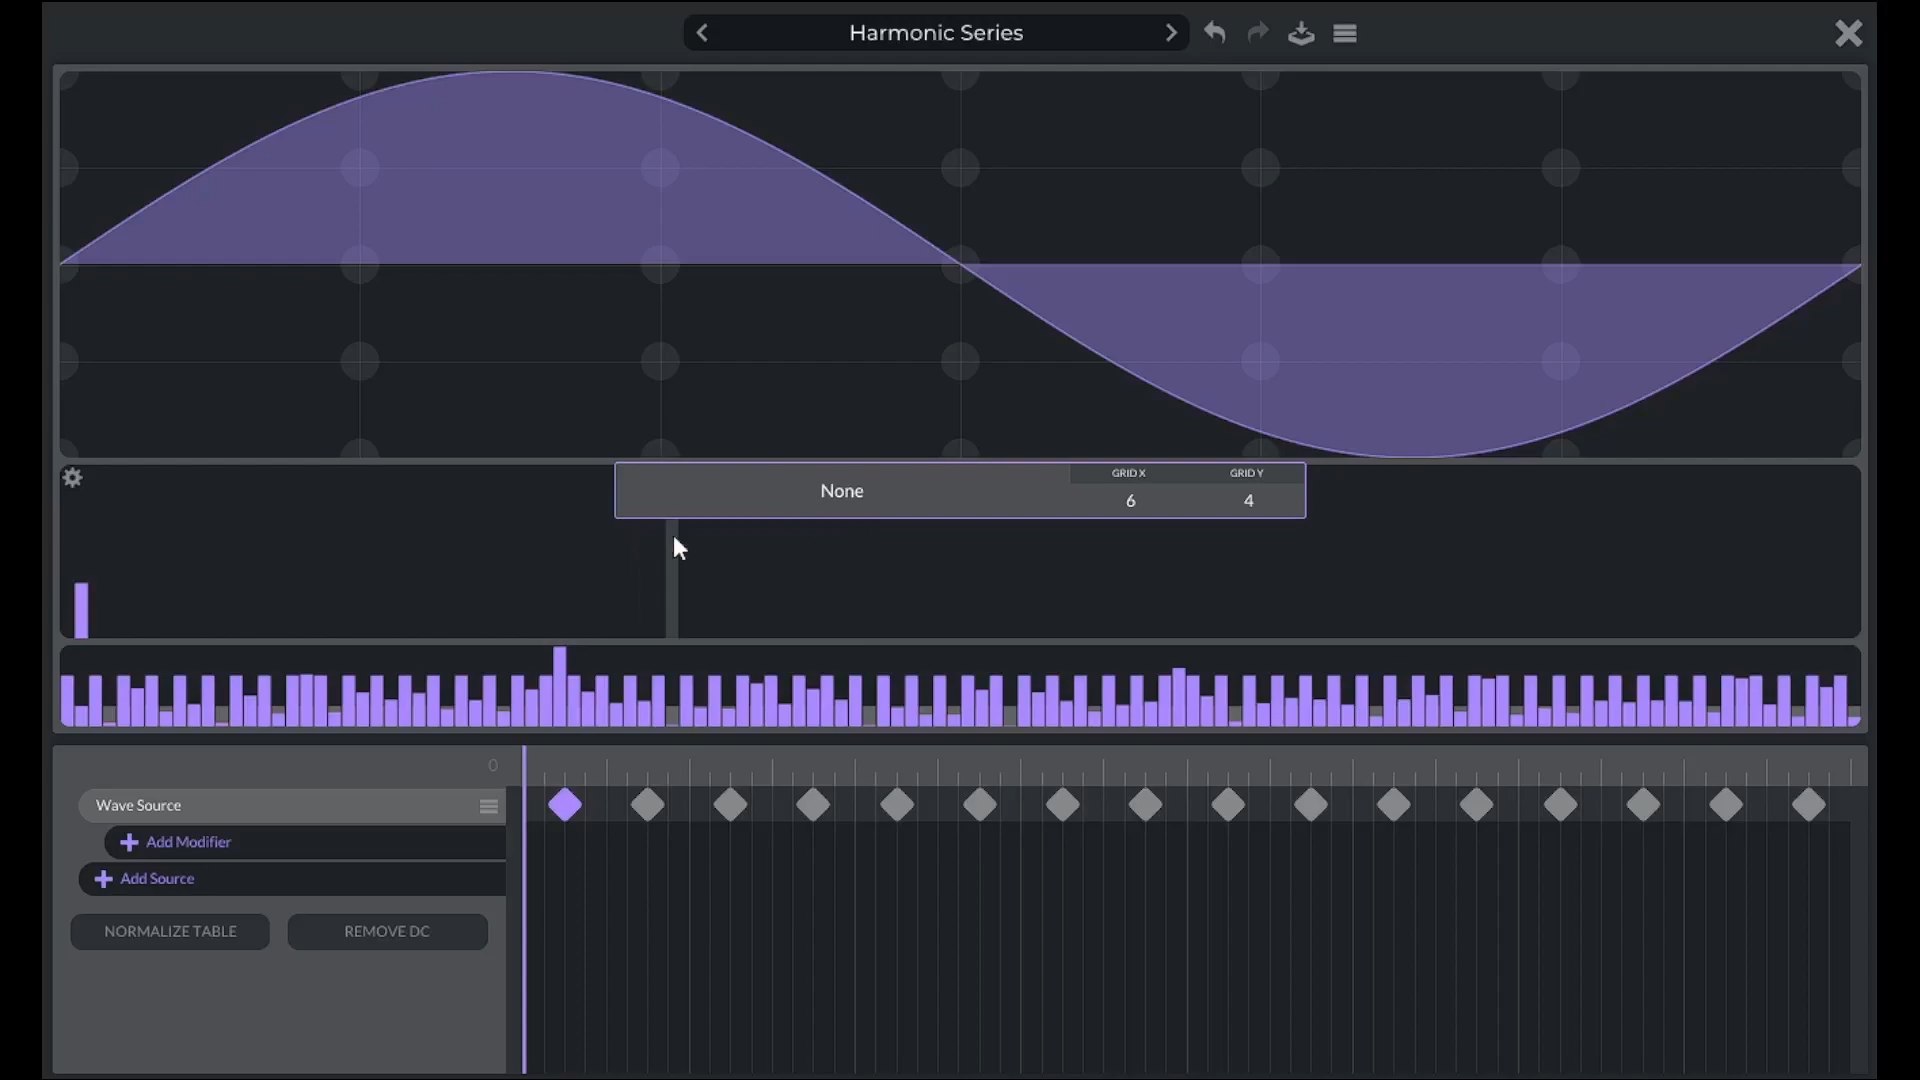 Harmonic Series
None
GRID X
GRID Y
6
4
0
Wave Source
Add Modifier
Add Source
NORMALIZE TABLE
REMOVE DC